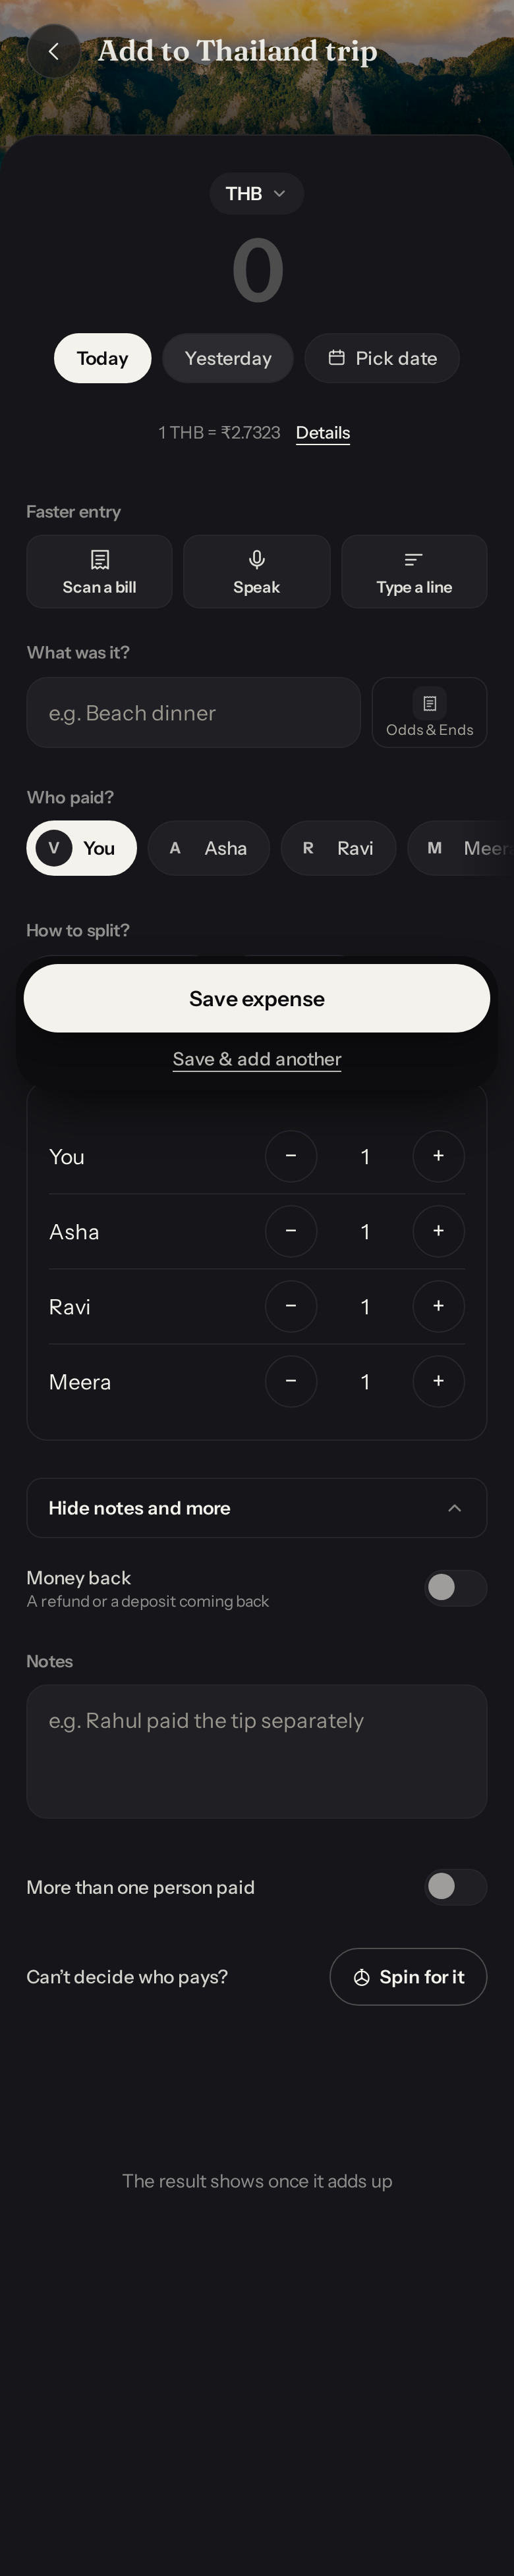 Add to Thailand trip
THB
0
Today Yesterday Pick date
1 THB = ₹2.7323 Details
Faster entry
Scan a bill Speak Type a line
What was it?
e.g. Beach dinner
Odds & Ends
Who paid?
V You A Asha R Ravi M Meer
How to split?
Save expense
Save & add another
You − 1 +
Asha − 1 +
Ravi − 1 +
Meera − 1 +
Hide notes and more
Money back
A refund or a deposit coming back
Notes
e.g. Rahul paid the tip separately
More than one person paid
Can’t decide who pays? Spin for it
The result shows once it adds up